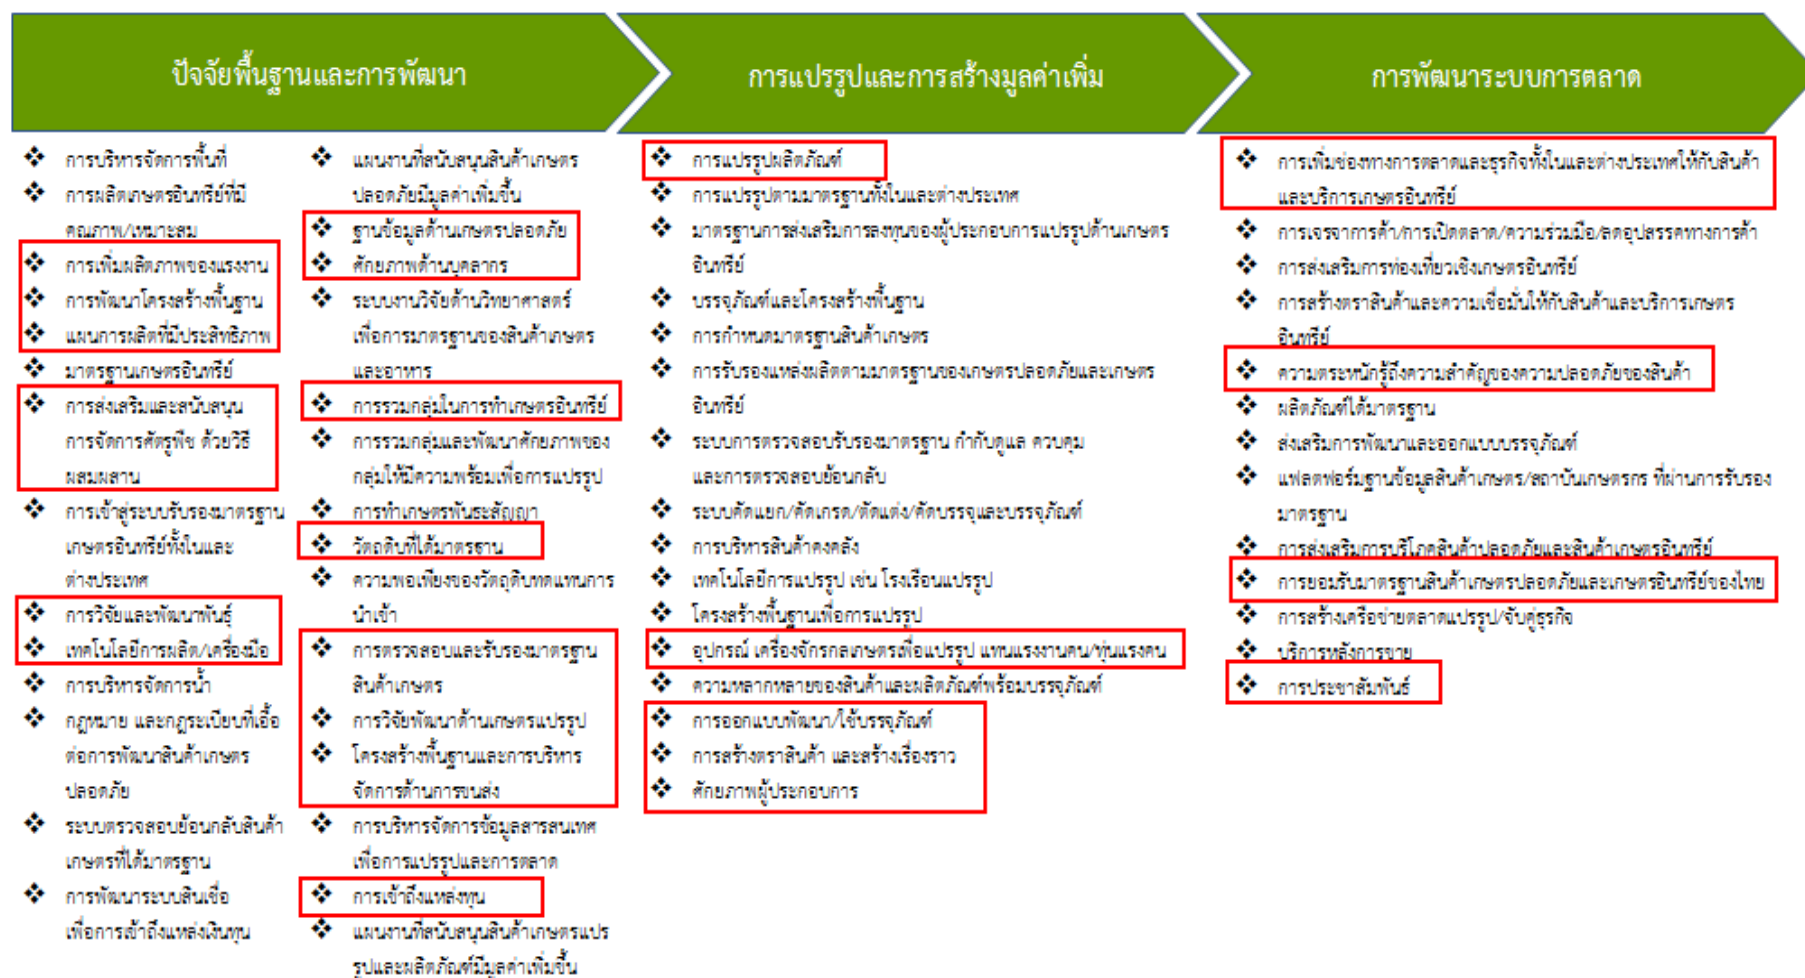 ปัจจัยพื้นฐานและการพัฒนา
การแปรรูปและการสร้างมูลค่าเพิ่ม
การพัฒนาระบบการตลาด
❖ การบริหารจัดการพื้นที่
❖ การผลิตเกษตรอินทรีย์ที่มี
คุณภาพ/เหมาะสม
❖ การเพิ่มผลิตภาพของแรงงาน
❖ การพัฒนาโครงสร้างพื้นฐาน
❖ แผนการผลิตที่มีประสิทธิภาพ
❖ มาตรฐานเกษตรอินทรีย์
❖ การส่งเสริมและสนับสนุน
การจัดการศัตรูพืช ด้วยวิธี
ผสมผสาน
❖ การเข้าสู่ระบบรับรองมาตรฐาน
เกษตรอินทรีย์ทั้งในและ
ต่างประเทศ
❖ การวิจัยและพัฒนาพันธุ์
❖ เทคโนโลยีการผลิต/เครื่องมือ
❖ การบริหารจัดการน้ำ
❖ กฎหมาย และกฎระเบียบที่เอื้อ
ต่อการพัฒนาสินค้าเกษตร
ปลอดภัย
❖ ระบบตรวจสอบย้อนกลับสินค้า
เกษตรที่ได้มาตรฐาน
❖ การพัฒนาระบบสินเชื่อ
เพื่อการเข้าถึงแหล่งเงินทุน
❖ แผนงานที่สนับสนุนสินค้าเกษตร
ปลอดภัยมีมูลค่าเพิ่มขึ้น
❖ ฐานข้อมูลด้านเกษตรปลอดภัย
❖ ศักยภาพด้านบุคลากร
❖ ระบบงานวิจัยด้านวิทยาศาสตร์
เพื่อการมาตรฐานของสินค้าเกษตร
และอาหาร
❖ การรวมกลุ่มในการทำเกษตรอินทรีย์
❖ การรวมกลุ่มและพัฒนาศักยภาพของ
กลุ่มให้มีความพร้อมเพื่อการแปรรูป
❖ การทำเกษตรพันธะสัญญา
❖ วัตถุดิบที่ได้มาตรฐาน
❖ ความพอเพียงของวัตถุดิบทดแทนการ
นำเข้า
❖ การตรวจสอบและรับรองมาตรฐาน
สินค้าเกษตร
❖ การวิจัยพัฒนาด้านเกษตรแปรรูป
❖ โครงสร้างพื้นฐานและการบริหาร
จัดการด้านการขนส่ง
❖ การบริหารจัดการข้อมูลสารสนเทศ
เพื่อการแปรรูปและการตลาด
❖ การเข้าถึงแหล่งทุน
❖ แผนงานที่สนับสนุนสินค้าเกษตรแปร
รูปและผลิตภัณฑ์มีมูลค่าเพิ่มขึ้น
❖ การแปรรูปผลิตภัณฑ์
❖ การแปรรูปตามมาตรฐานทั้งในและต่างประเทศ
❖ มาตรฐานการส่งเสริมการลงทุนของผู้ประกอบการแปรรูปด้านเกษตร
อินทรีย์
❖ บรรจุภัณฑ์และโครงสร้างพื้นฐาน
❖ การกำหนดมาตรฐานสินค้าเกษตร
❖ การรับรองแหล่งผลิตตามมาตรฐานของเกษตรปลอดภัยและเกษตร
อินทรีย์
❖ ระบบการตรวจสอบรับรองมาตรฐาน กำกับดูแล ควบคุม
และการตรวจสอบย้อนกลับ
❖ ระบบคัดแยก/คัดเกรด/ตัดแต่ง/คัดบรรจุและบรรจุภัณฑ์
❖ การบริหารสินค้าคงคลัง
❖ เทคโนโลยีการแปรรูป เช่น โรงเรือนแปรรูป
❖ โครงสร้างพื้นฐานเพื่อการแปรรูป
❖ อุปกรณ์ เครื่องจักรกลเกษตรเพื่อแปรรูป แทนแรงงานคน/ทุ่นแรงคน
❖ ความหลากหลายของสินค้าและผลิตภัณฑ์พร้อมบรรจุภัณฑ์
❖ การออกแบบพัฒนา/ใช้บรรจุภัณฑ์
❖ การสร้างตราสินค้า และสร้างเรื่องราว
❖ ศักยภาพผู้ประกอบการ
❖ การเพิ่มช่องทางการตลาดและธุรกิจทั้งในและต่างประเทศให้กับสินค้า
และบริการเกษตรอินทรีย์
❖ การเจรจาการค้า/การเปิดตลาด/ความร่วมมือ/ลดอุปสรรคทางการค้า
❖ การส่งเสริมการท่องเที่ยวเชิงเกษตรอินทรีย์
❖ การสร้างตราสินค้าและความเชื่อมั่นให้กับสินค้าและบริการเกษตร
อินทรีย์
❖ ความตระหนักรู้ถึงความสำคัญของความปลอดภัยของสินค้า
❖ ผลิตภัณฑ์ได้มาตรฐาน
❖ ส่งเสริมการพัฒนาและออกแบบบรรจุภัณฑ์
❖ แฟลตฟอร์มฐานข้อมูลสินค้าเกษตร/สถาบันเกษตรกร ที่ผ่านการรับรอง
มาตรฐาน
❖ การส่งเสริมการบริโภคสินค้าปลอดภัยและสินค้าเกษตรอินทรีย์
❖ การยอมรับมาตรฐานสินค้าเกษตรปลอดภัยและเกษตรอินทรีย์ของไทย
❖ การสร้างเครือข่ายตลาดแปรรูป/จับคู่ธุรกิจ
❖ บริการหลังการขาย
❖ การประชาสัมพันธ์